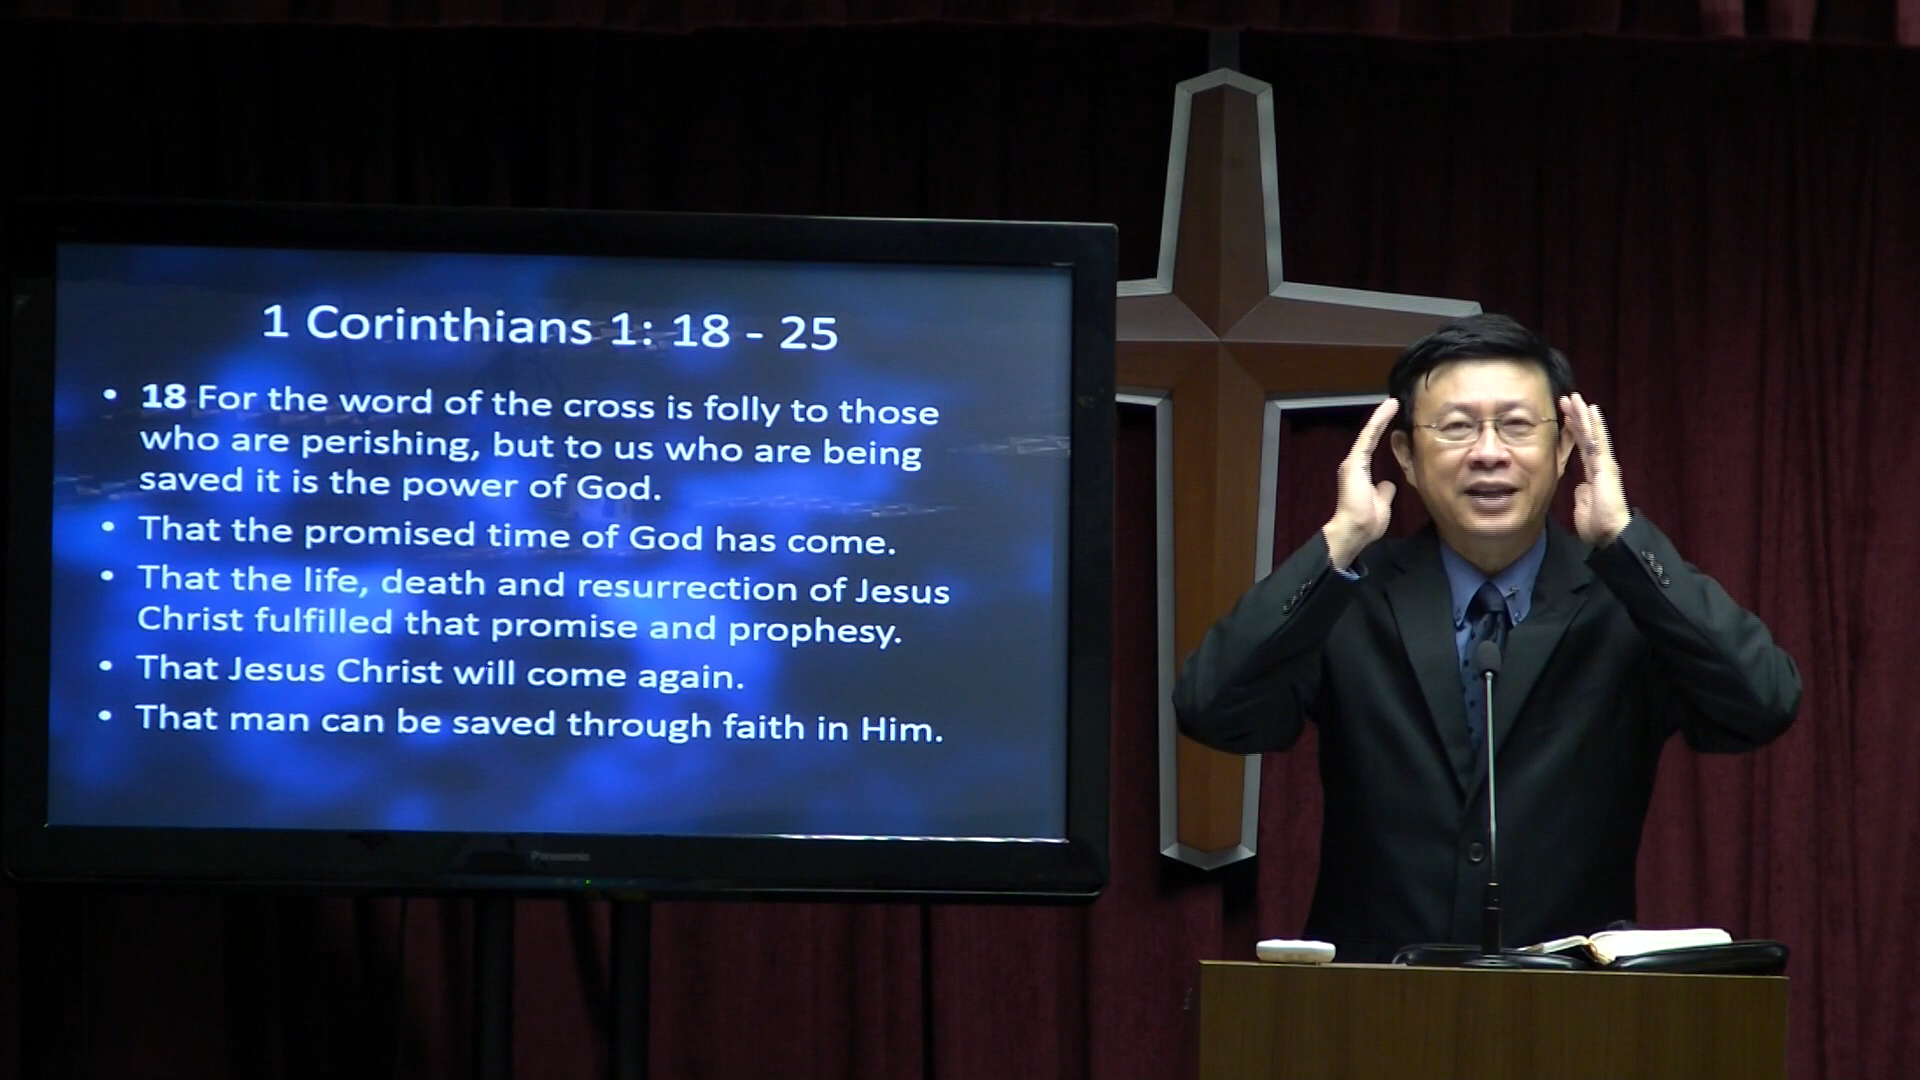 1 Corinthians 1: 18 - 25
• 18 For the word of the cross is folly to those
who are perishing, but to us who are being
saved it is the power of God.
• That the promised time of God has come.
• That the life, death and resurrection of Jesus
Christ fulfilled that promise and prophesy.
• That Jesus Christ will come again.
• That man can be saved through faith in Him.
Panasonic